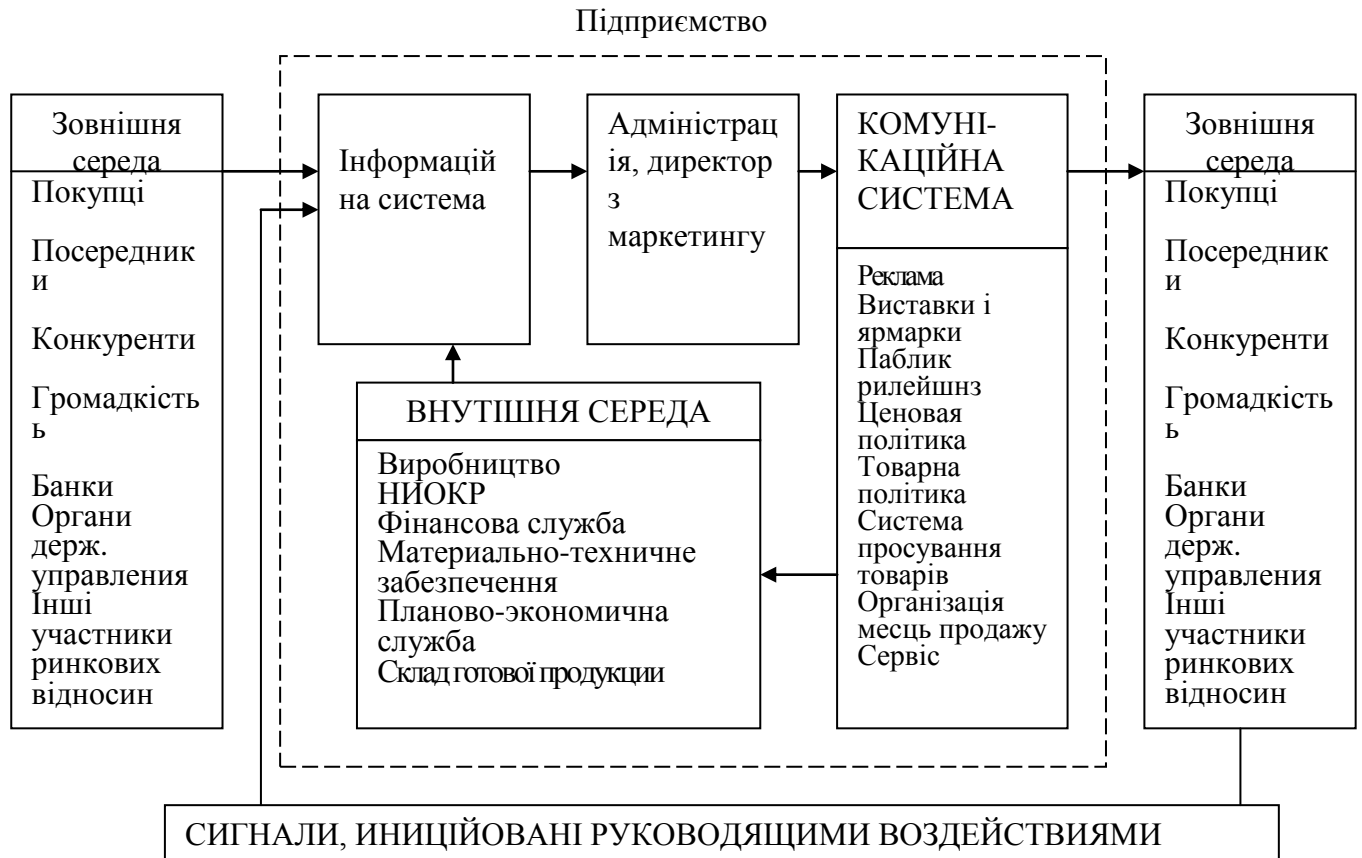 Підприємство
Зовнішня
середа
Покупці
Посередник
и
Конкуренти
Громадкість
ь
Банки
Органи
держ.
управления
Інші
участники
ринкових
відносин
Інформацій
на система
Адміністрац
ія, директор
з
маркетингу
КОМУНІ-
КАЦІЙНА
СИСТЕМА
Реклама
Виставки і
ярмарки
Паблик
рилейшнз
Ценовая
політика
Товарна
політика
Система
просування
товарів
Організація
месць продажу
Сервіс
ВНУТІШНЯ СЕРЕДА
Виробництво
НИОКР
Фінансова служба
Материально-техничне
забезпечення
Планово-экономична
служба
Склад готової продукции
Зовнішня
середа
Покупці
Посередник
и
Конкуренти
Громадкість
ь
Банки
Органи
держ.
управления
Інші
участники
ринкових
відносин
СИГНАЛИ, ИНИЦІЙОВАНІ РУКОВОДЯЩИМИ ВОЗДЕЙСТВИЯМИ